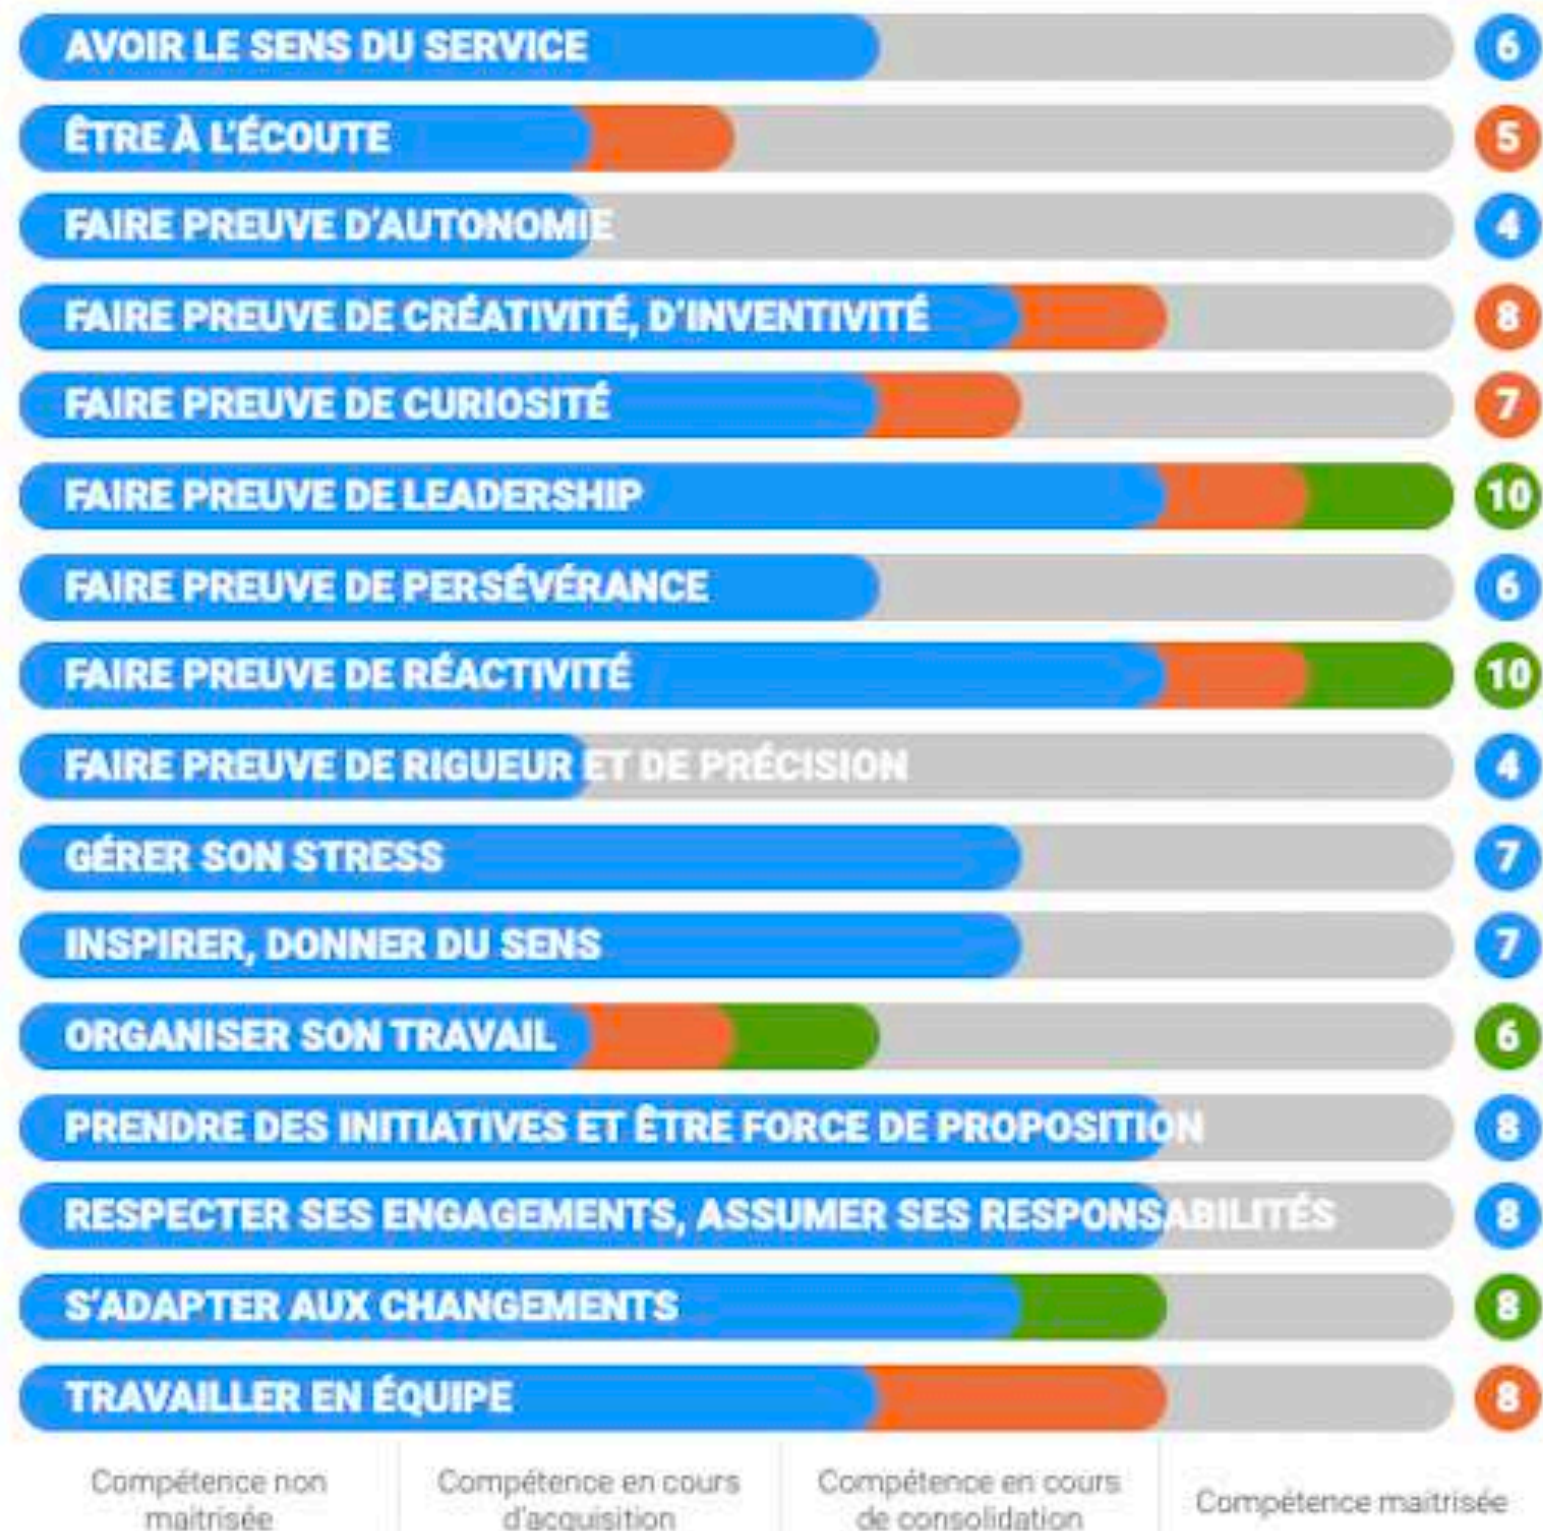 AVOIR LE SENS DU SERVICE 6
ÊTRE À L'ÉCOUTE 5
FAIRE PREUVE D'AUTONOMIE 4
FAIRE PREUVE DE CRÉATIVITÉ, D'INVENTIVITÉ 8
FAIRE PREUVE DE CURIOSITÉ 7
FAIRE PREUVE DE LEADERSHIP 10
FAIRE PREUVE DE PERSÉVÉRANCE 6
FAIRE PREUVE DE RÉACTIVITÉ 10
FAIRE PREUVE DE RIGUEUR ET DE PRÉCISION 4
GÉRER SON STRESS 7
INSPIRER, DONNER DU SENS 7
ORGANISER SON TRAVAIL 6
PRENDRE DES INITIATIVES ET ÊTRE FORCE DE PROPOSITION 8
RESPECTER SES ENGAGEMENTS, ASSUMER SES RESPONSABILITÉS 8
S'ADAPTER AUX CHANGEMENTS 8
TRAVAILLER EN ÉQUIPE 8
Compétence non
maitrisée
Compétence en cours
d'acquisition
Compétence en cours
de consolidation
Compétence maitrisée